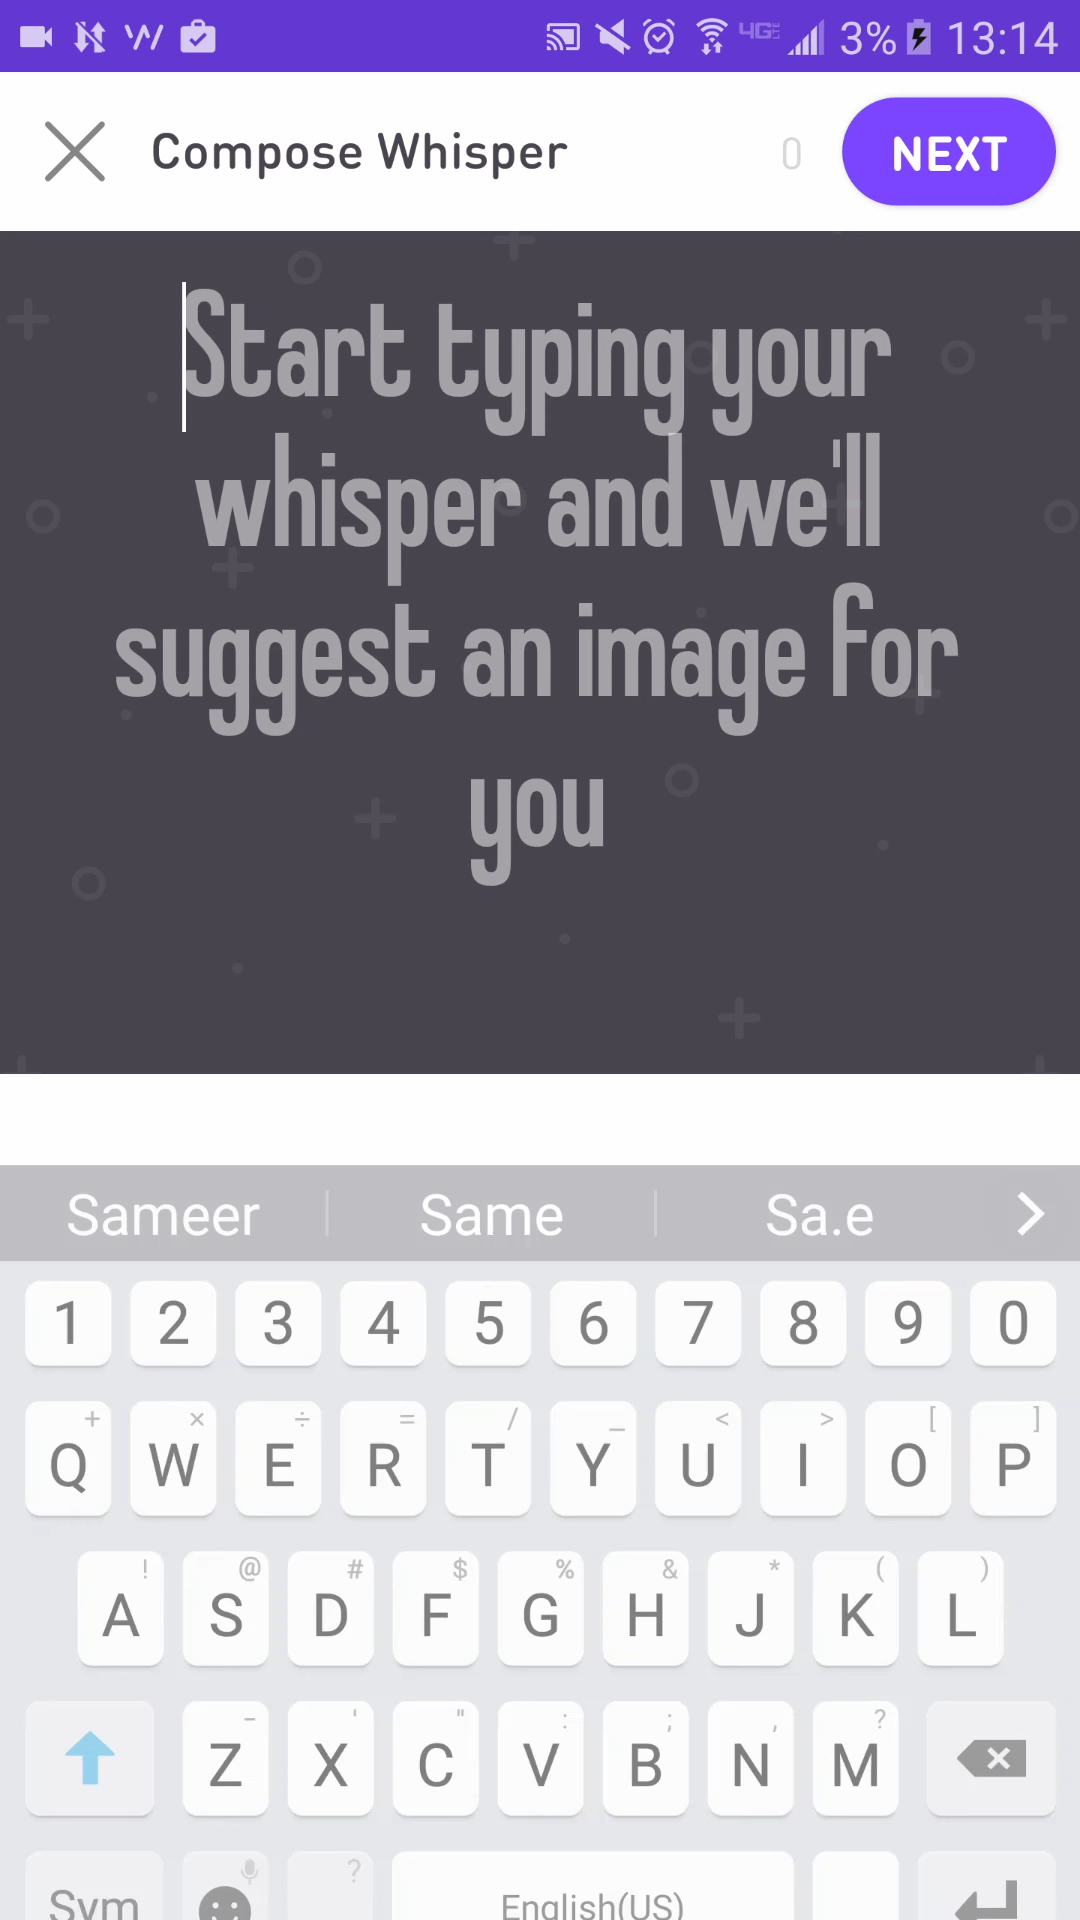 3% 13:14
Compose Whisper 0 NEXT
Start typing your
whisper and we'll
suggest an image for
you
Sameer Same Sa.e
1 2 3 4 5 6 7 8 9 0
+ × ÷ = / _ < > [ ]
Q W E R T Y U I O P
! @ # $ % & * ( )
A S D F G H J K L
- ' " : ; , ?
Z X C V B N M
?
Sym English(US)